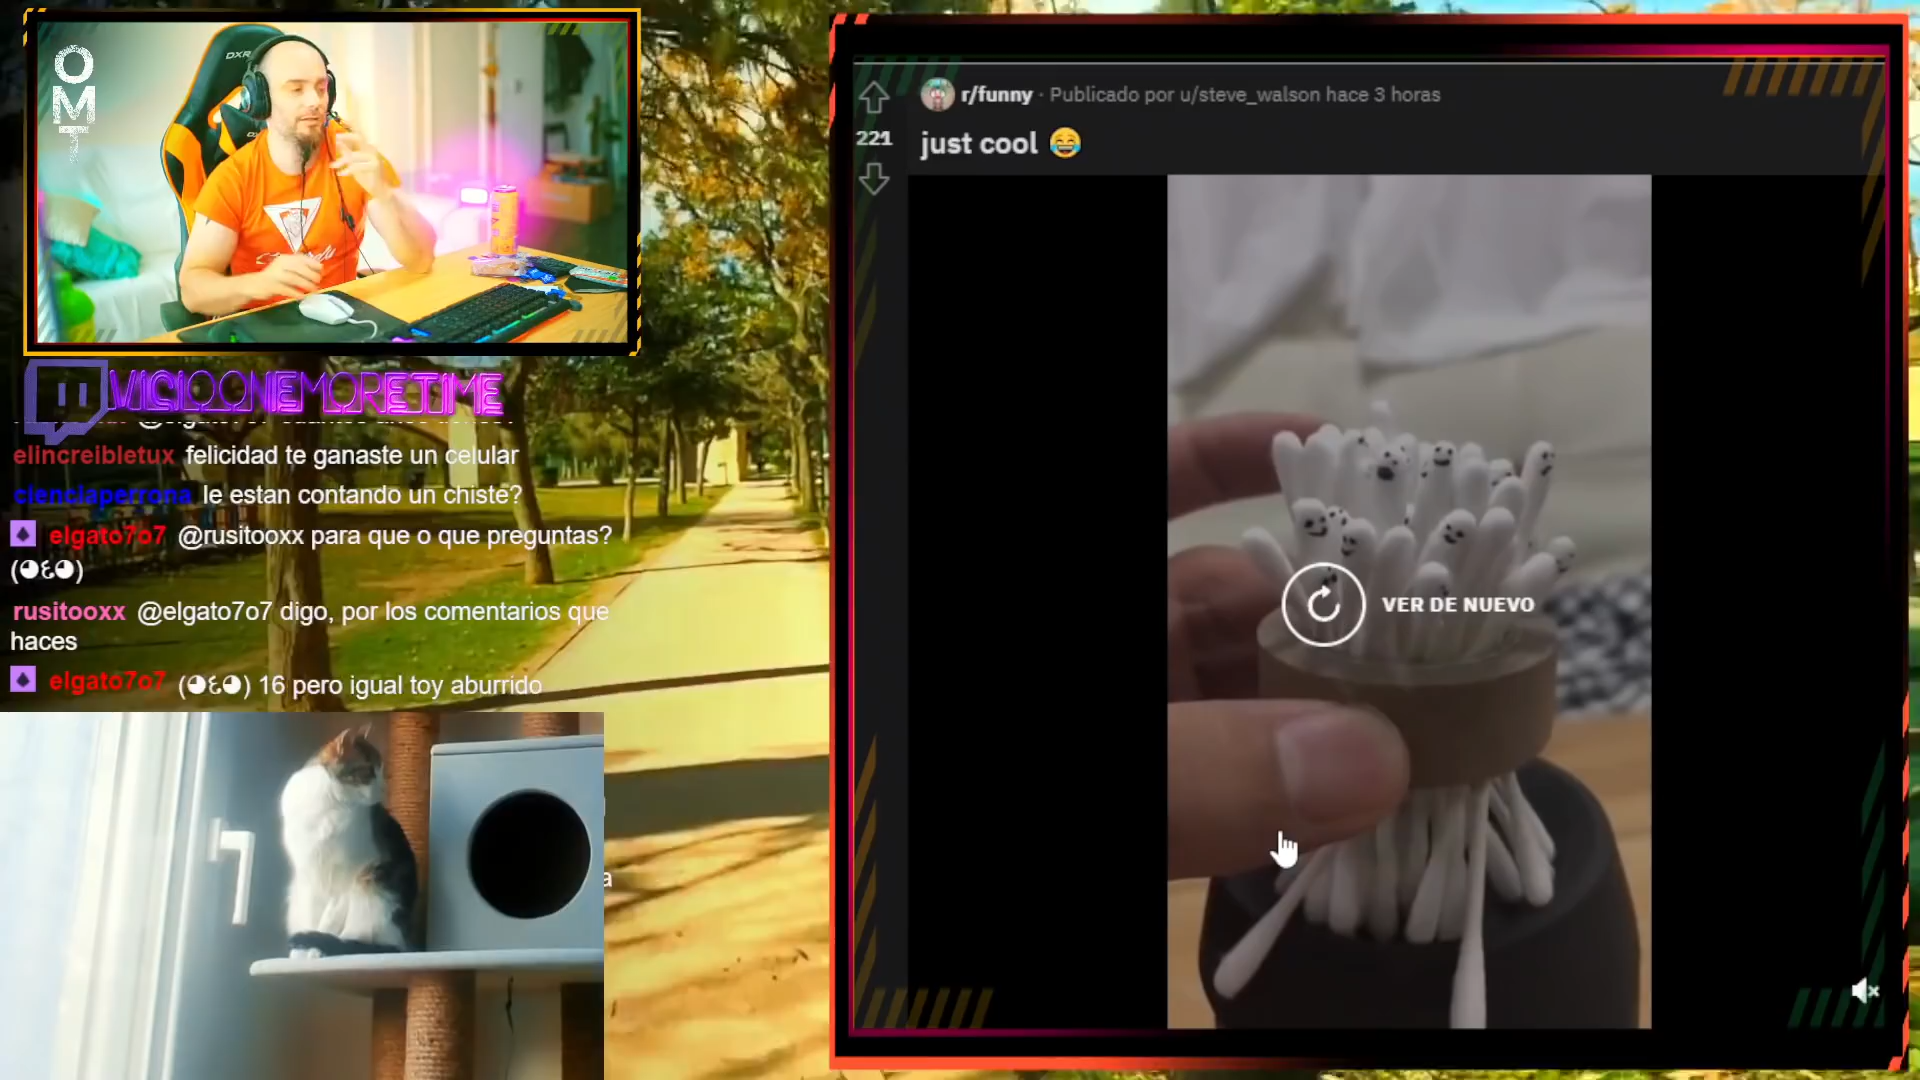 O
M
T
DXR
VICIOONEMORETIME
elincreibletux felicidad te ganaste un celular
cienciaperrona le estan contando un chiste?
elgato7o7 @rusitooxx para que o que preguntas?
(◕દ◕)
rusitooxx @elgato7o7 digo, por los comentarios que
haces
elgato7o7 (◕દ◕) 16 pero igual toy aburrido
r/funny · Publicado por u/steve_walson hace 3 horas
221
just cool 😂
VER DE NUEVO